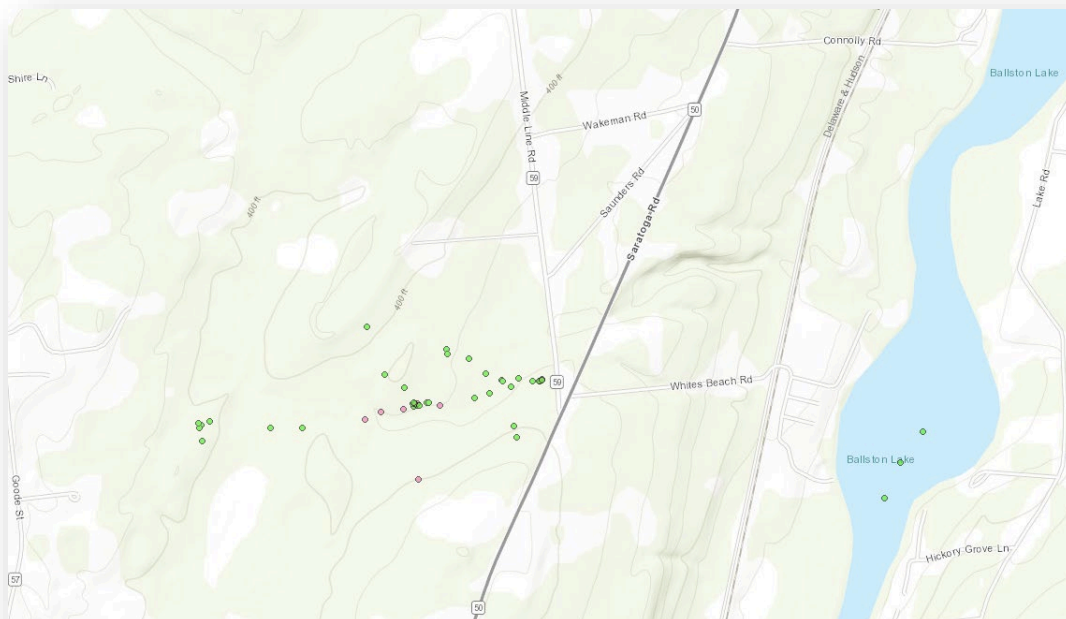 Connolly Rd
Ballston Lake
Shire Ln
Delaware & Hudson
400 ft
Middle Line Rd
50
Wakeman Rd
59
Lake Rd
Saunders Rd
400 ft
Saratoga Rd
400 ft
59
Whites Beach Rd
Ballston Lake
Goode St
Hickory Grove Ln
57
50